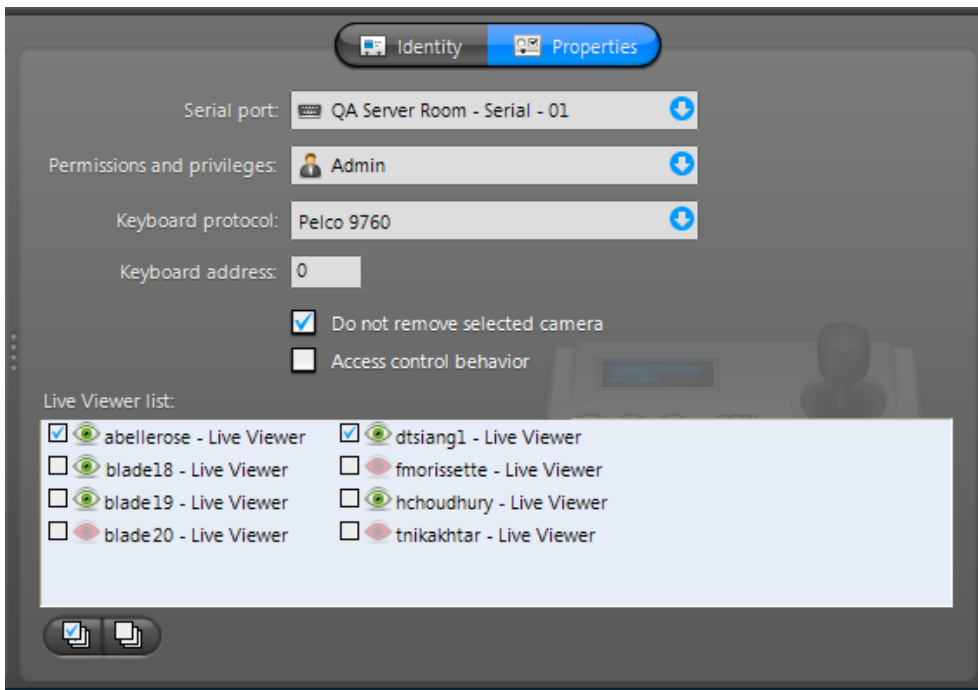 Identity Properties
Serial port: QA Server Room - Serial - 01
Permissions and privileges: Admin
Keyboard protocol: Pelco 9760
Keyboard address: 0
Do not remove selected camera
Access control behavior
Live Viewer list:
abellerose - Live Viewer dtsiang1 - Live Viewer
blade18 - Live Viewer fmorissette - Live Viewer
blade19 - Live Viewer hchoudhury - Live Viewer
blade20 - Live Viewer tnikakhtar - Live Viewer